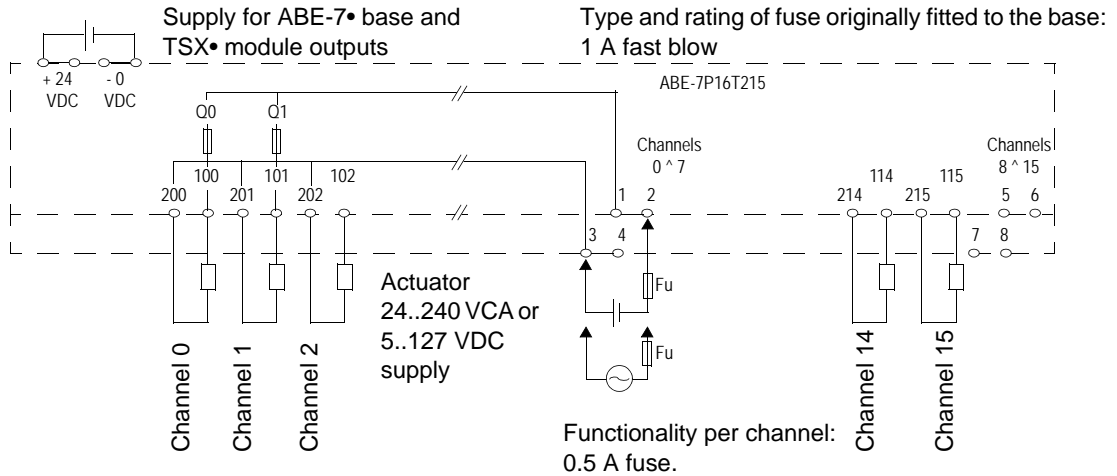 Supply for ABE-7• base and
TSX• module outputs
Type and rating of fuse originally fitted to the base:
1 A fast blow
+ 24
VDC
- 0
VDC
ABE-7P16T215
Q0
Q1
Channels
0 ^ 7
Channels
8 ^ 15
200
100
201
101
202
102
1
2
214
114
215
115
5
6
3
4
7
8
Fu
Fu
Actuator
24..240 VCA or
5..127 VDC
supply
Channel 0
Channel 1
Channel 2
Channel 14
Channel 15
Functionality per channel:
0.5 A fuse.